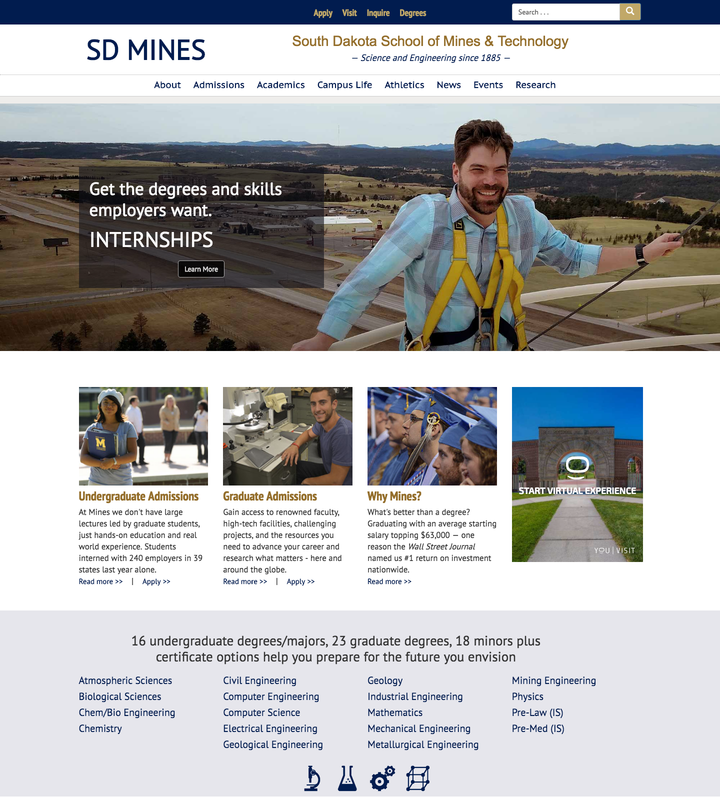 Apply Visit Inquire Degrees
Search . . .
SD MINES
South Dakota School of Mines & Technology
— Science and Engineering since 1885 —
About Admissions Academics Campus Life Athletics News Events Research
Get the degrees and skills
employers want.
INTERNSHIPS
Learn More
M
Undergraduate Admissions
At Mines we don't have large
lectures led by graduate students,
just hands-on education and real
world experience. Students
interned with 240 employers in 39
states last year alone.
Read more >> | Apply >>
Graduate Admissions
Gain access to renowned faculty,
high-tech facilities, challenging
projects, and the resources you
need to advance your career and
research what matters - here and
around the globe.
Read more >> | Apply >>
Why Mines?
What's better than a degree?
Graduating with an average starting
salary topping $63,000 — one
reason the Wall Street Journal
named us #1 return on investment
nationwide.
Read more >>
START VIRTUAL EXPERIENCE
YOU VISIT
16 undergraduate degrees/majors, 23 graduate degrees, 18 minors plus
certificate options help you prepare for the future you envision
Atmospheric Sciences
Biological Sciences
Chem/Bio Engineering
Chemistry
Civil Engineering
Computer Engineering
Computer Science
Electrical Engineering
Geological Engineering
Geology
Industrial Engineering
Mathematics
Mechanical Engineering
Metallurgical Engineering
Mining Engineering
Physics
Pre-Law (IS)
Pre-Med (IS)